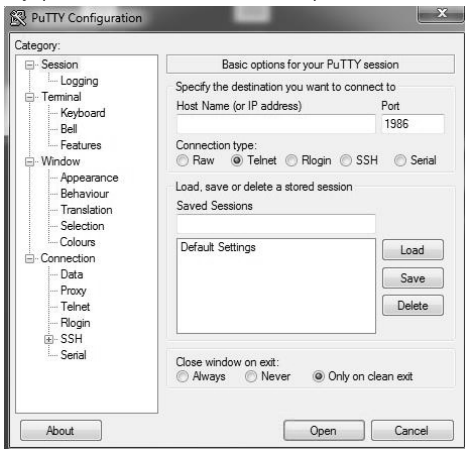 PuTTY Configuration
x
Category:
Session
Logging
Terminal
Keyboard
Bell
Features
Window
Appearance
Behaviour
Translation
Selection
Colours
Connection
Data
Proxy
Telnet
Rlogin
SSH
Serial
Basic options for your PuTTY session
Specify the destination you want to connect to
Host Name (or IP address) Port
1986
Connection type:
Raw Telnet Rlogin SSH Serial
Load, save or delete a stored session
Saved Sessions
Default Settings
Load
Save
Delete
Close window on exit:
Always Never Only on clean exit
About Open Cancel